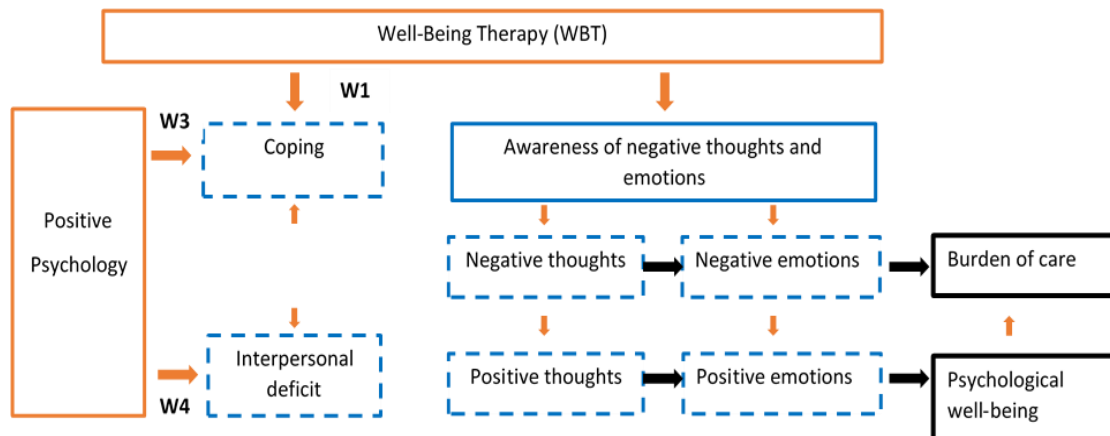 Well-Being Therapy (WBT)
W1
W3
Coping
Awareness of negative thoughts and
emotions
Positive
Psychology
Negative thoughts
Negative emotions
Burden of care
Interpersonal
deficit
Positive thoughts
Positive emotions
Psychological
well-being
W4